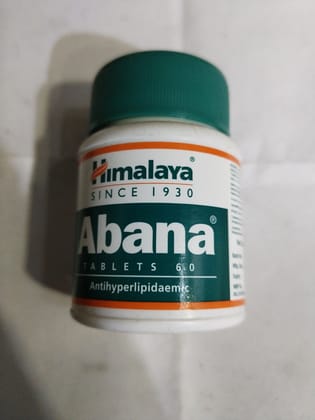 Himalaya®
SINCE 1930
Abana®
TABLETS 60
Antihyperlipidaemic